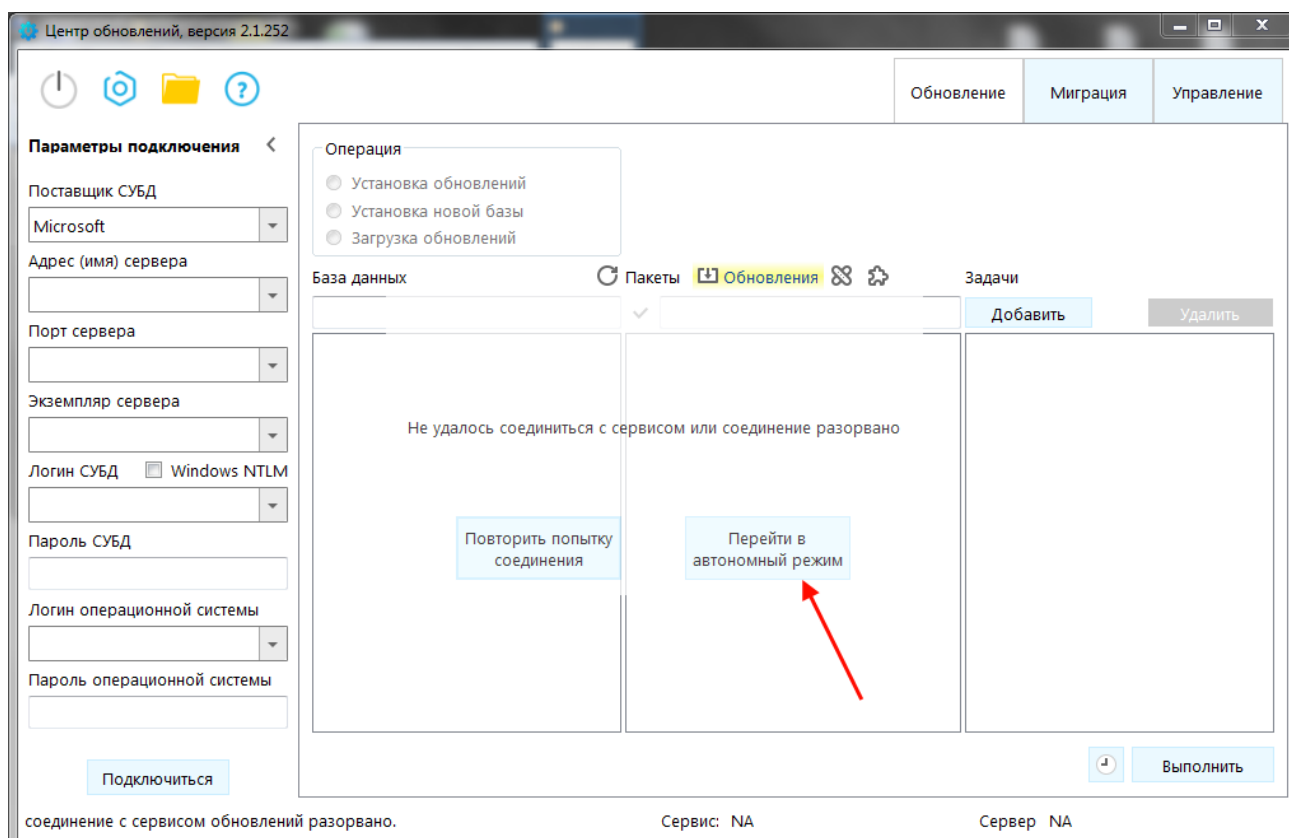 Центр обновлений, версия 2.1.252
Обновление
Миграция
Управление
Параметры подключения
Поставщик СУБД
Microsoft
Адрес (имя) сервера
Порт сервера
Экземпляр сервера
Логин СУБД
Windows NTLM
Пароль СУБД
Логин операционной системы
Пароль операционной системы
Подключиться
Операция
Установка обновлений
Установка новой базы
Загрузка обновлений
База данных
Пакеты
Обновления
Задачи
Добавить
Удалить
Не удалось соединиться с сервисом или соединение разорвано
Повторить попытку
соединения
Перейти в
автономный режим
Выполнить
соединение с сервисом обновлений разорвано.
Сервис: NA
Сервер NA